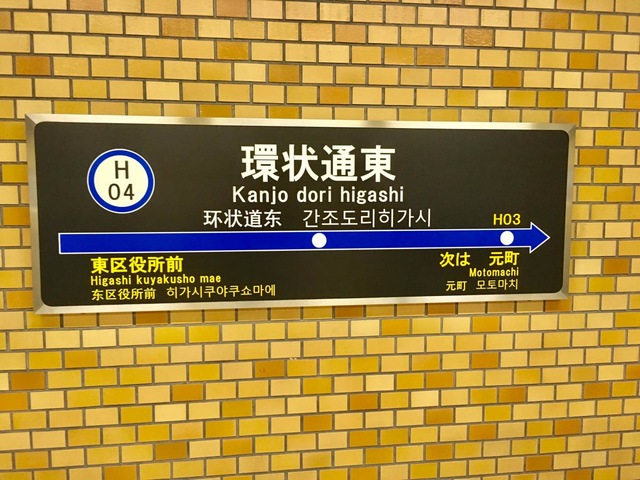 H
04
環状通東
Kanjo dori higashi
环状道东 간조도리히가시
H03
東区役所前
Higashi kuyakusho mae
东区役所前 히가시쿠야쿠쇼마에
次は 元町
Motomachi
元町 모토마치